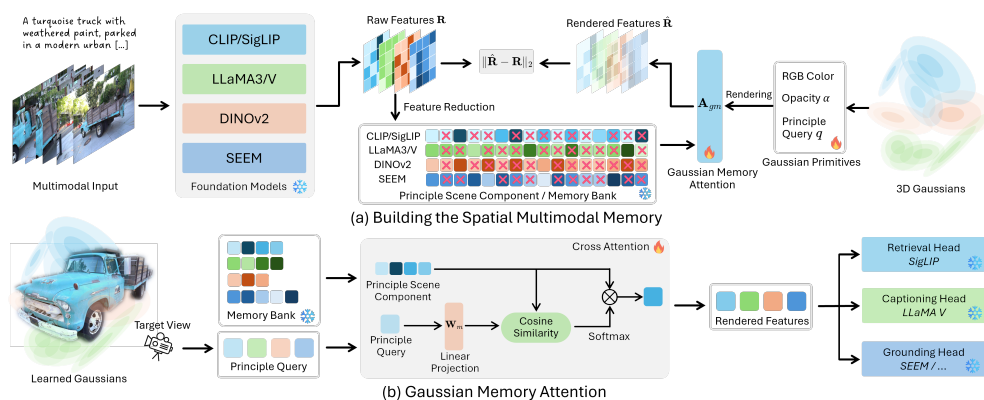 A turquoise truck with
weathered paint, parked
in a modern urban [...]
Multimodal Input
CLIP/SigLIP
LLaMA3/V
DINOv2
SEEM
Foundation Models
Raw Features R
‖R̂ − R‖₂
Rendered Features R̂
Feature Reduction
CLIP/SigLIP
LLaMA3/V
DINOv2
SEEM
Principle Scene Component / Memory Bank
A_gm
Gaussian Memory
Attention
Rendering
RGB Color
Opacity α
Principle
Query q
Gaussian Primitives
3D Gaussians
(a) Building the Spatial Multimodal Memory
Learned Gaussians
Target View
Memory Bank
Principle Query
Cross Attention
Principle Scene
Component
Principle
Query
W_m
Linear
Projection
Cosine
Similarity
Softmax
Rendered Features
Retrieval Head
SigLIP
Captioning Head
LLaMA V
Grounding Head
SEEM / ...
(b) Gaussian Memory Attention